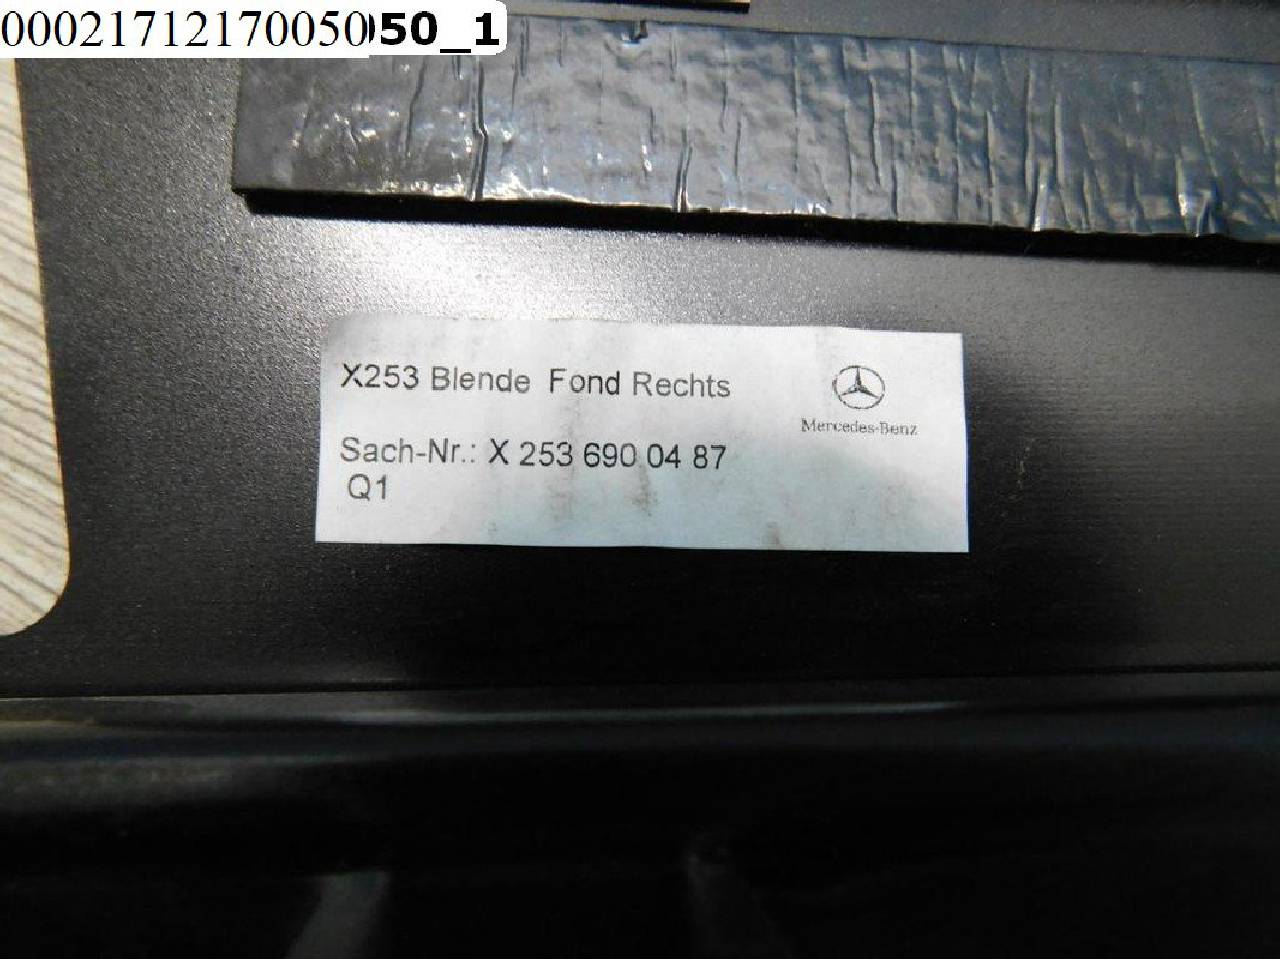 00021712170050
50_1
X253 Blende Fond Rechts
Mercedes-Benz
Sach-Nr.: X 253 690 04 87
Q1